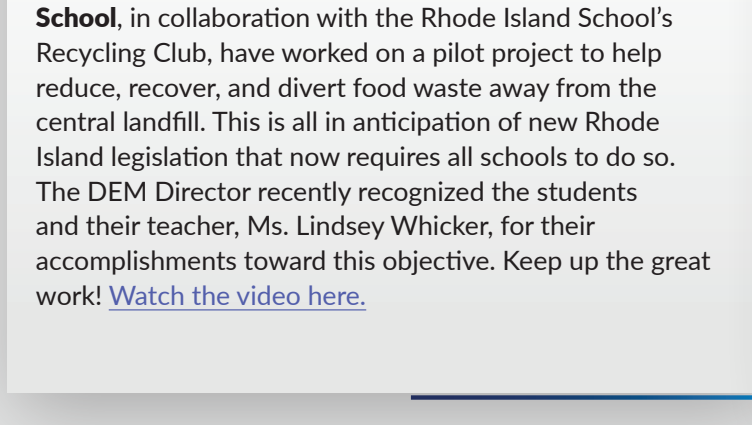 School, in collaboration with the Rhode Island School’s
Recycling Club, have worked on a pilot project to help
reduce, recover, and divert food waste away from the
central landfill. This is all in anticipation of new Rhode
Island legislation that now requires all schools to do so.
The DEM Director recently recognized the students
and their teacher, Ms. Lindsey Whicker, for their
accomplishments toward this objective. Keep up the great
work! Watch the video here.